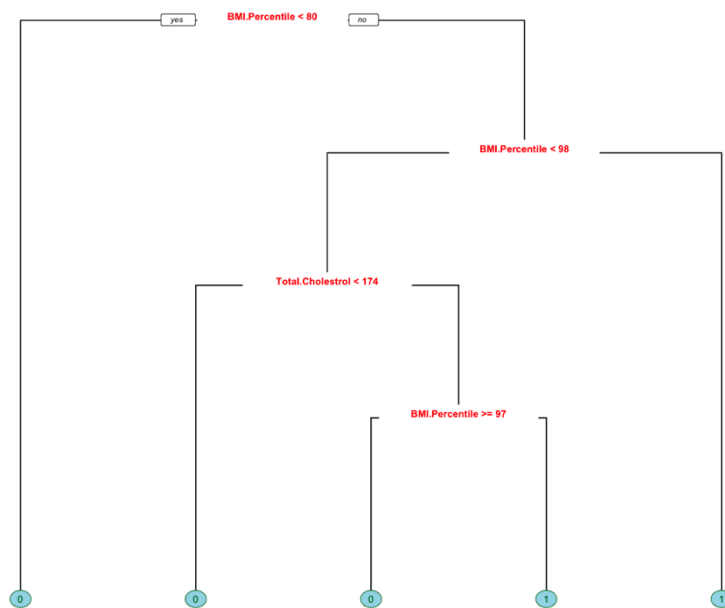 yes BMI.Percentile < 80 no
BMI.Percentile < 98
Total.Cholestrol < 174
BMI.Percentile >= 97
0 0 0 1 1